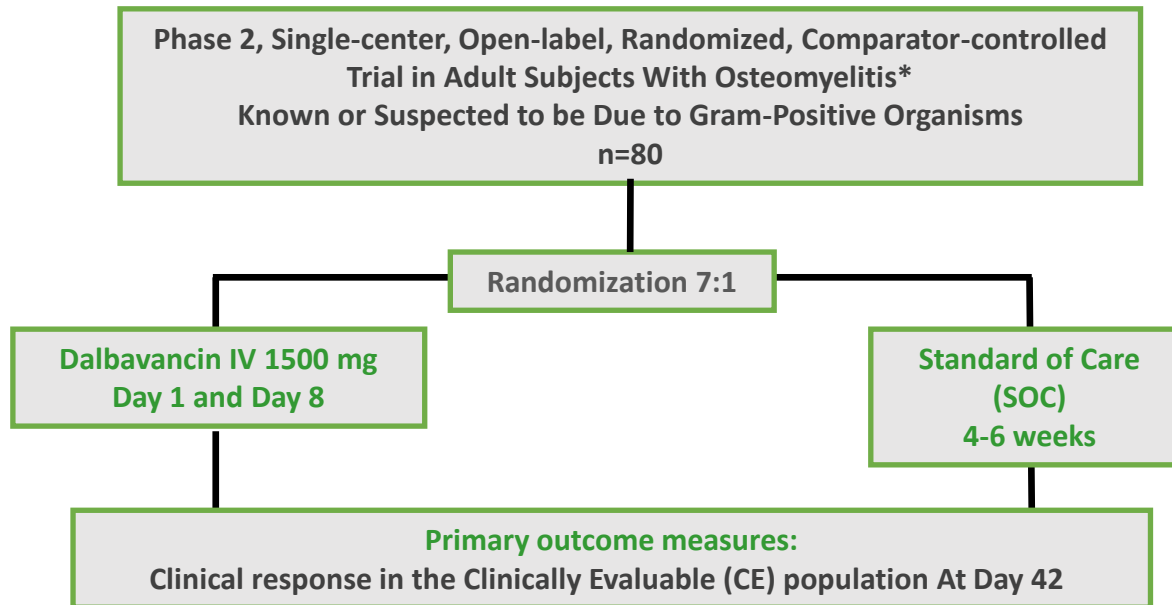 Phase 2, Single-center, Open-label, Randomized, Comparator-controlled
Trial in Adult Subjects With Osteomyelitis*
Known or Suspected to be Due to Gram-Positive Organisms
n=80
Randomization 7:1
Dalbavancin IV 1500 mg
Day 1 and Day 8
Standard of Care
(SOC)
4-6 weeks
Primary outcome measures:
Clinical response in the Clinically Evaluable (CE) population At Day 42